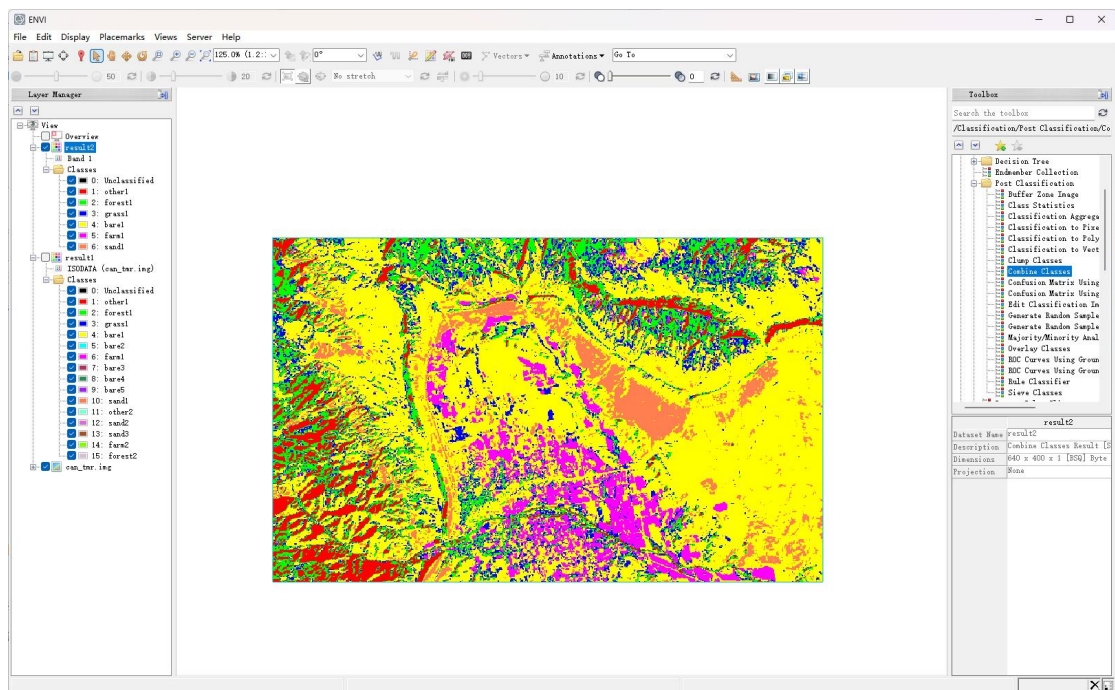 ENVI
File Edit Display Placemarks Views Server Help
125.0% (1.2:
0°
Vectors
Annotations
Go To
50
20
No stretch
10
0
Layer Manager
View
Overview
result2
Band 1
Classes
0: Unclassified
1: other1
2: forest1
3: grass1
4: bare1
5: farm1
6: sand1
result1
ISODATA (can_tmr.img)
Classes
0: Unclassified
1: other1
2: forest1
3: grass1
4: bare1
5: bare2
6: farm1
7: bare3
8: bare4
9: bare5
10: sand1
11: other2
12: sand2
13: sand3
14: farm2
15: forest2
can_tmr.img
Toolbox
Search the toolbox
/Classification/Post Classification/Co
Decision Tree
Endmember Collection
Post Classification
Buffer Zone Image
Class Statistics
Classification Aggrega
Classification to Pixe
Classification to Poly
Classification to Vect
Clump Classes
Combine Classes
Confusion Matrix Using
Confusion Matrix Using
Edit Classification Im
Generate Random Sample
Generate Random Sample
Majority/Minority Anal
Overlay Classes
ROC Curves Using Groun
ROC Curves Using Groun
Rule Classifier
Sieve Classes
result2
Dataset Name result2
Description Combine Classes Result [S
Dimensions 640 x 400 x 1 [BSQ] Byte
Projection None